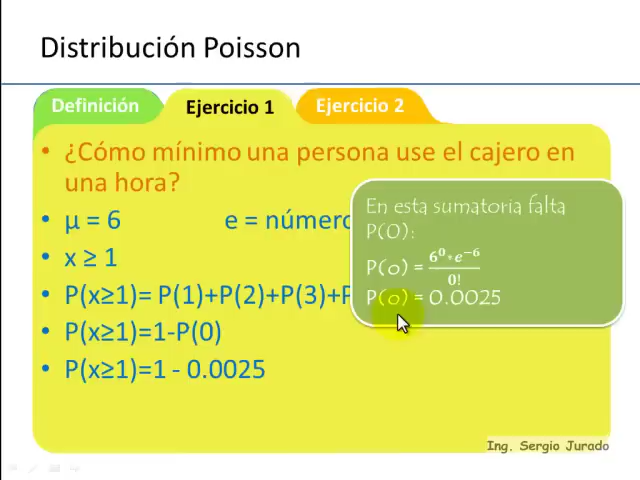 Distribución Poisson
Definición
Ejercicio 1
Ejercicio 2
• ¿Cómo mínimo una persona use el cajero en
una hora?
• µ = 6 e = número
• x ≥ 1
• P(x≥1)= P(1)+P(2)+P(3)+P
• P(x≥1)=1-P(0)
• P(x≥1)=1 - 0.0025
En esta sumatoria falta
P(0):
P(0) = 6⁰*e⁻⁶/0!
P(0) = 0.0025
Ing. Sergio Jurado